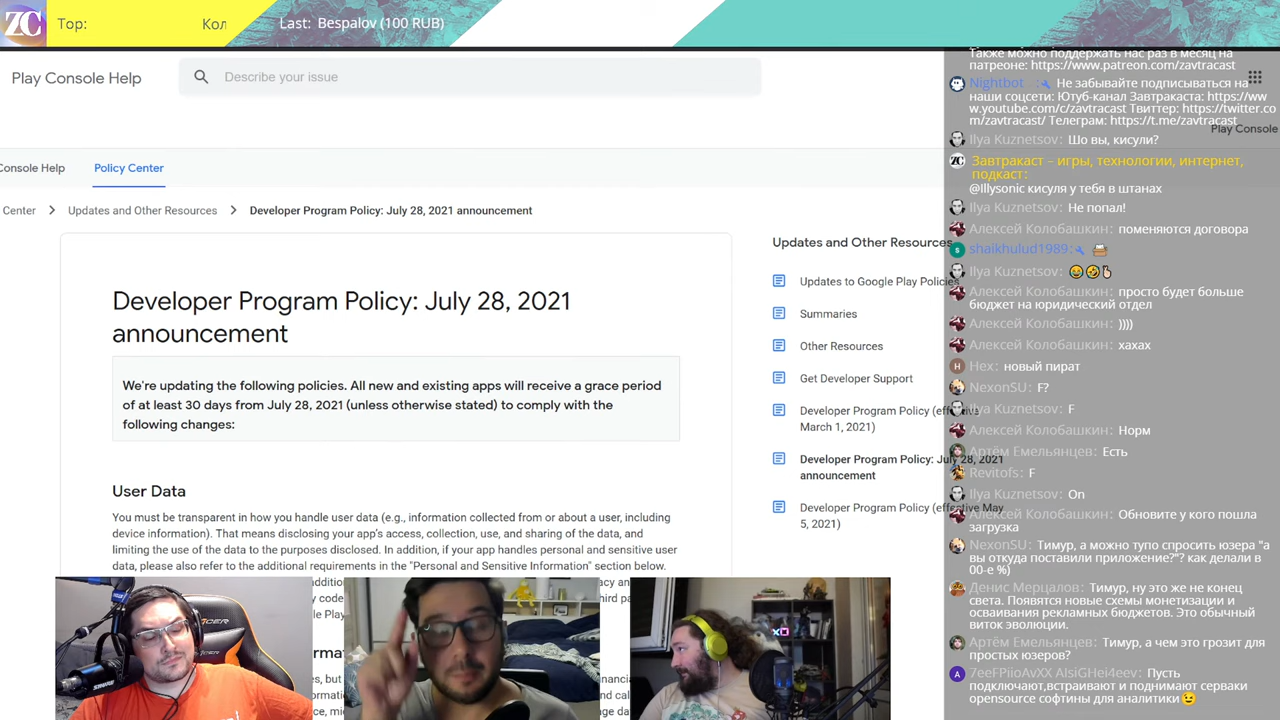 ZC
Top:
Кол
Last: Bespalov (100 RUB)
Play Console Help
Describe your issue
Play Console
Console Help
Policy Center
Center
Updates and Other Resources
Developer Program Policy: July 28, 2021 announcement
Developer Program Policy: July 28, 2021
announcement
We're updating the following policies. All new and existing apps will receive a grace period
of at least 30 days from July 28, 2021 (unless otherwise stated) to comply with the
following changes:
User Data
You must be transparent in how you handle user data (e.g., information collected from or about a user, including
device information). That means disclosing your app's access, collection, use, and sharing of the data, and
limiting the use of the data to the purposes disclosed. In addition, if your app handles personal and sensitive user
data, please also refer to the additional requirements in the "Personal and Sensitive Information" section below.
Updates and Other Resources
Updates to Google Play Policies
Summaries
Other Resources
Get Developer Support
Developer Program Policy (effective
March 1, 2021)
Developer Program Policy: July 28, 2021
announcement
Developer Program Policy (effective May
5, 2021)
Также можно поддержать нас раз в месяц на
патреоне: https://www.patreon.com/zavtracast
Nightbot : Не забывайте подписываться на
наши соцсети: Ютуб-канал Завтракаста: https://ww
w.youtube.com/c/zavtracast Твиттер: https://twitter.co
m/zavtracast/ Телеграм: https://t.me/zavtracast
Ilya Kuznetsov: Шо вы, кисули?
ZC Завтракаст – игры, технологии, интернет,
подкаст:
@Illysonic кисуля у тебя в штанах
Ilya Kuznetsov: Не попал!
Алексей Колобашкин: поменяются договора
s shaikhulud1989:
Ilya Kuznetsov: 😂🤣
Алексей Колобашкин: просто будет больше
бюджет на юридический отдел
Алексей Колобашкин: ))))
Алексей Колобашкин: хахах
H Hex: новый пират
NexonSU: F?
Ilya Kuznetsov: F
Алексей Колобашкин: Норм
Артём Емельянцев: Есть
Revitofs: F
Ilya Kuznetsov: On
Алексей Колобашкин: Обновите у кого пошла
загрузка
NexonSU: Тимур, а можно тупо спросить юзера "а
вы откуда поставили приложение?"? как делали в
00-е %)
Денис Мерцалов: Тимур, ну это же не конец
света. Появятся новые схемы монетизации и
осваивания рекламных бюджетов. Это обычный
виток эволюции.
Артём Емельянцев: Тимур, а чем это грозит для
простых юзеров?
A 7eeFPiioAvXX AIsiGHei4eev: Пусть
подключают,встраивают и поднимают серваки
opensource софтины для аналитики😉